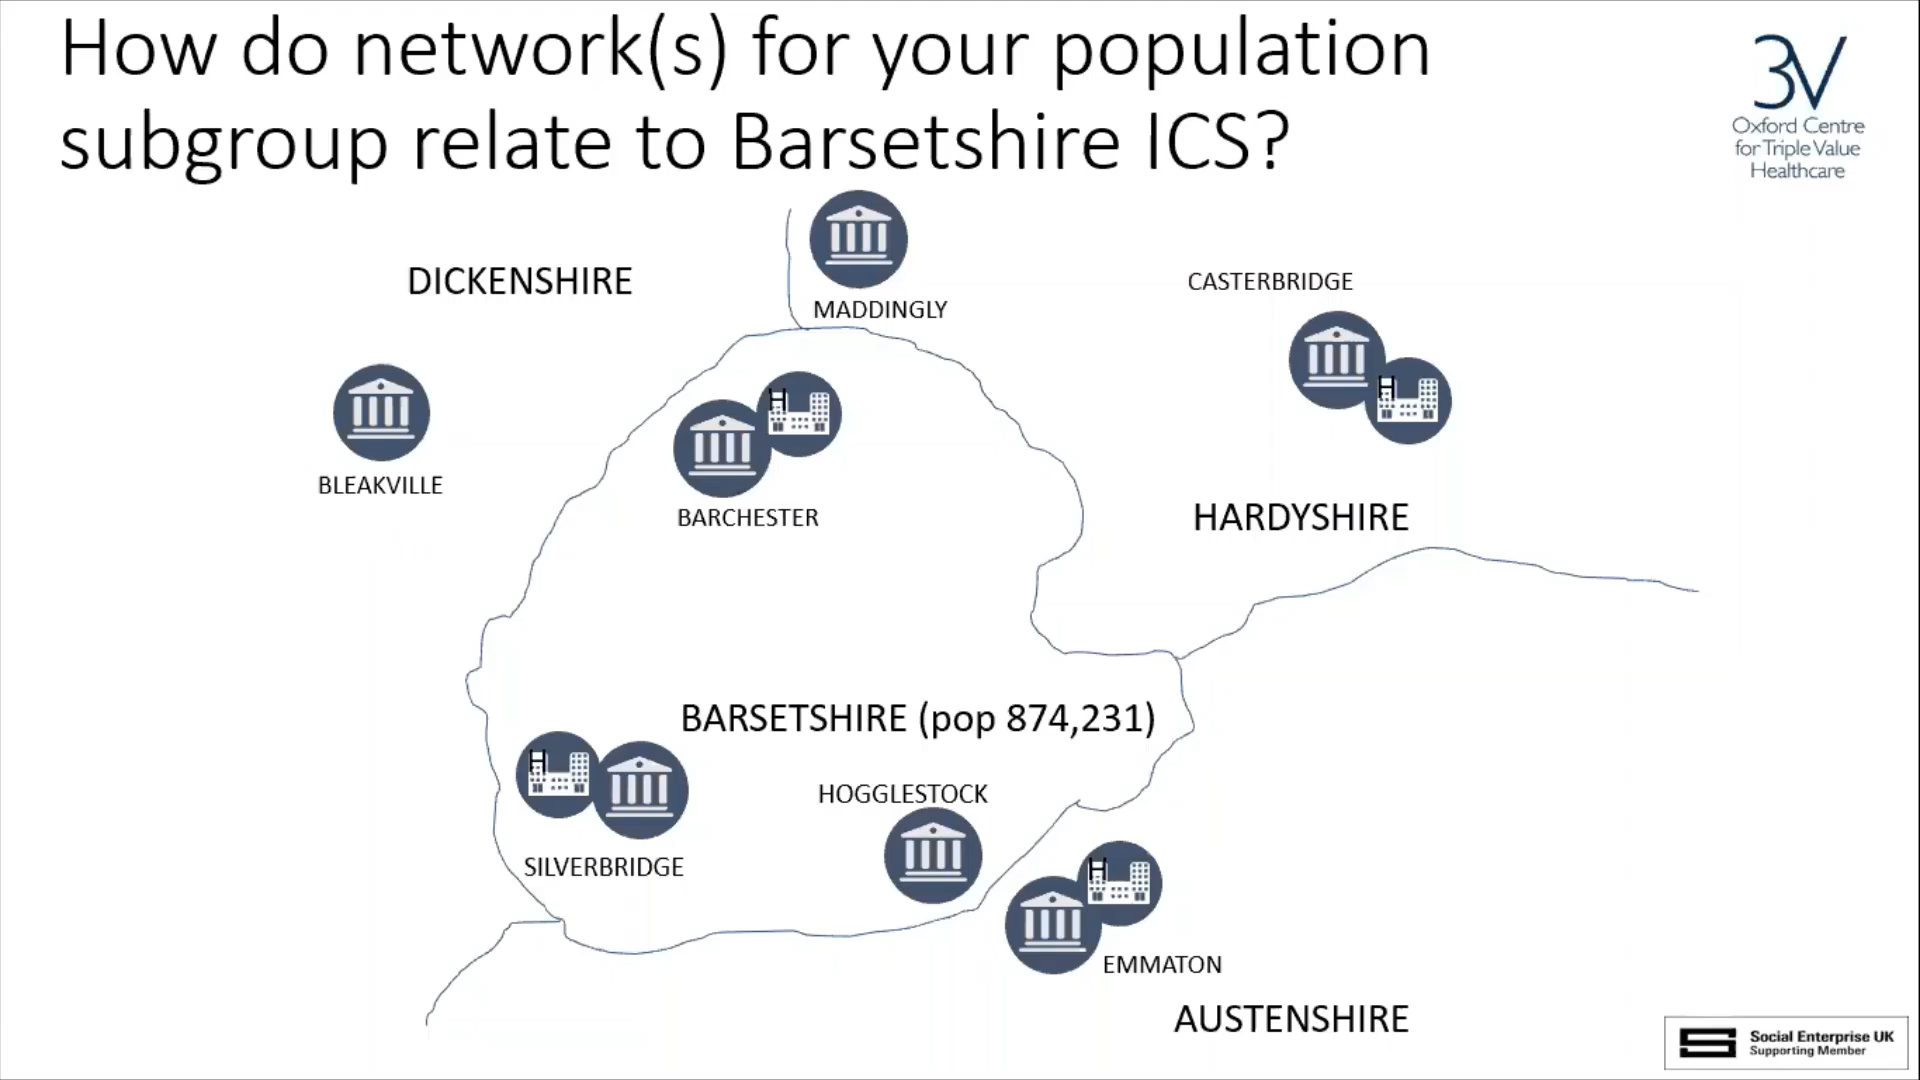 How do network(s) for your population
subgroup relate to Barsetshire ICS?
3V
Oxford Centre
for Triple Value
Healthcare
MADDINGLY
DICKENSHIRE
CASTERBRIDGE
H
H
BLEAKVILLE
BARCHESTER
HARDYSHIRE
BARSETSHIRE (pop 874,231)
H
HOGGLESTOCK
SILVERBRIDGE
H
EMMATON
AUSTENSHIRE
Social Enterprise UK
Supporting Member